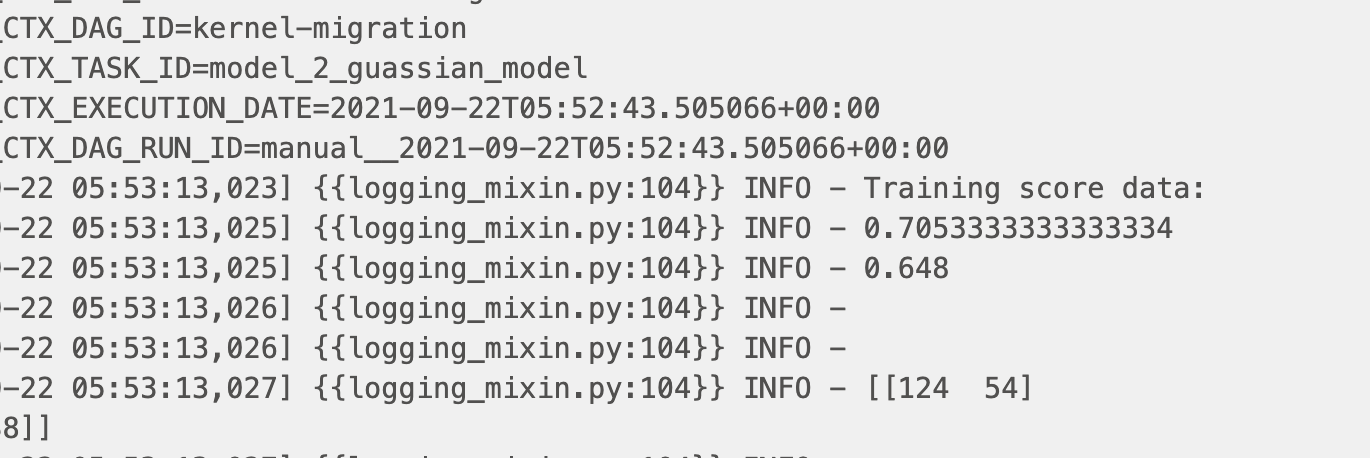 _CTX_DAG_ID=kernel-migration
_CTX_TASK_ID=model_2_guassian_model
_CTX_EXECUTION_DATE=2021-09-22T05:52:43.505066+00:00
_CTX_DAG_RUN_ID=manual__2021-09-22T05:52:43.505066+00:00
-22 05:53:13,023] {{logging_mixin.py:104}} INFO - Training score data:
-22 05:53:13,025] {{logging_mixin.py:104}} INFO - 0.7053333333333334
-22 05:53:13,025] {{logging_mixin.py:104}} INFO - 0.648
-22 05:53:13,026] {{logging_mixin.py:104}} INFO -
-22 05:53:13,026] {{logging_mixin.py:104}} INFO -
-22 05:53:13,027] {{logging_mixin.py:104}} INFO - [[124  54]
8]]